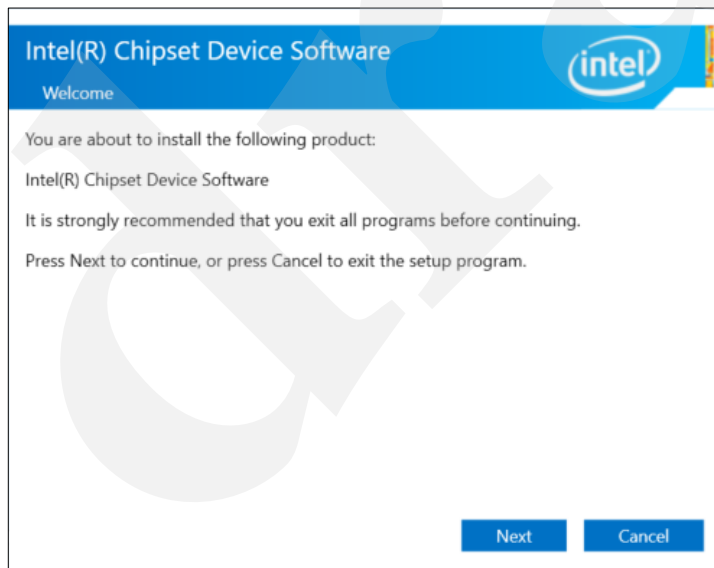 Intel(R) Chipset Device Software
intel
Welcome
You are about to install the following product:
Intel(R) Chipset Device Software
It is strongly recommended that you exit all programs before continuing.
Press Next to continue, or press Cancel to exit the setup program.
Next Cancel